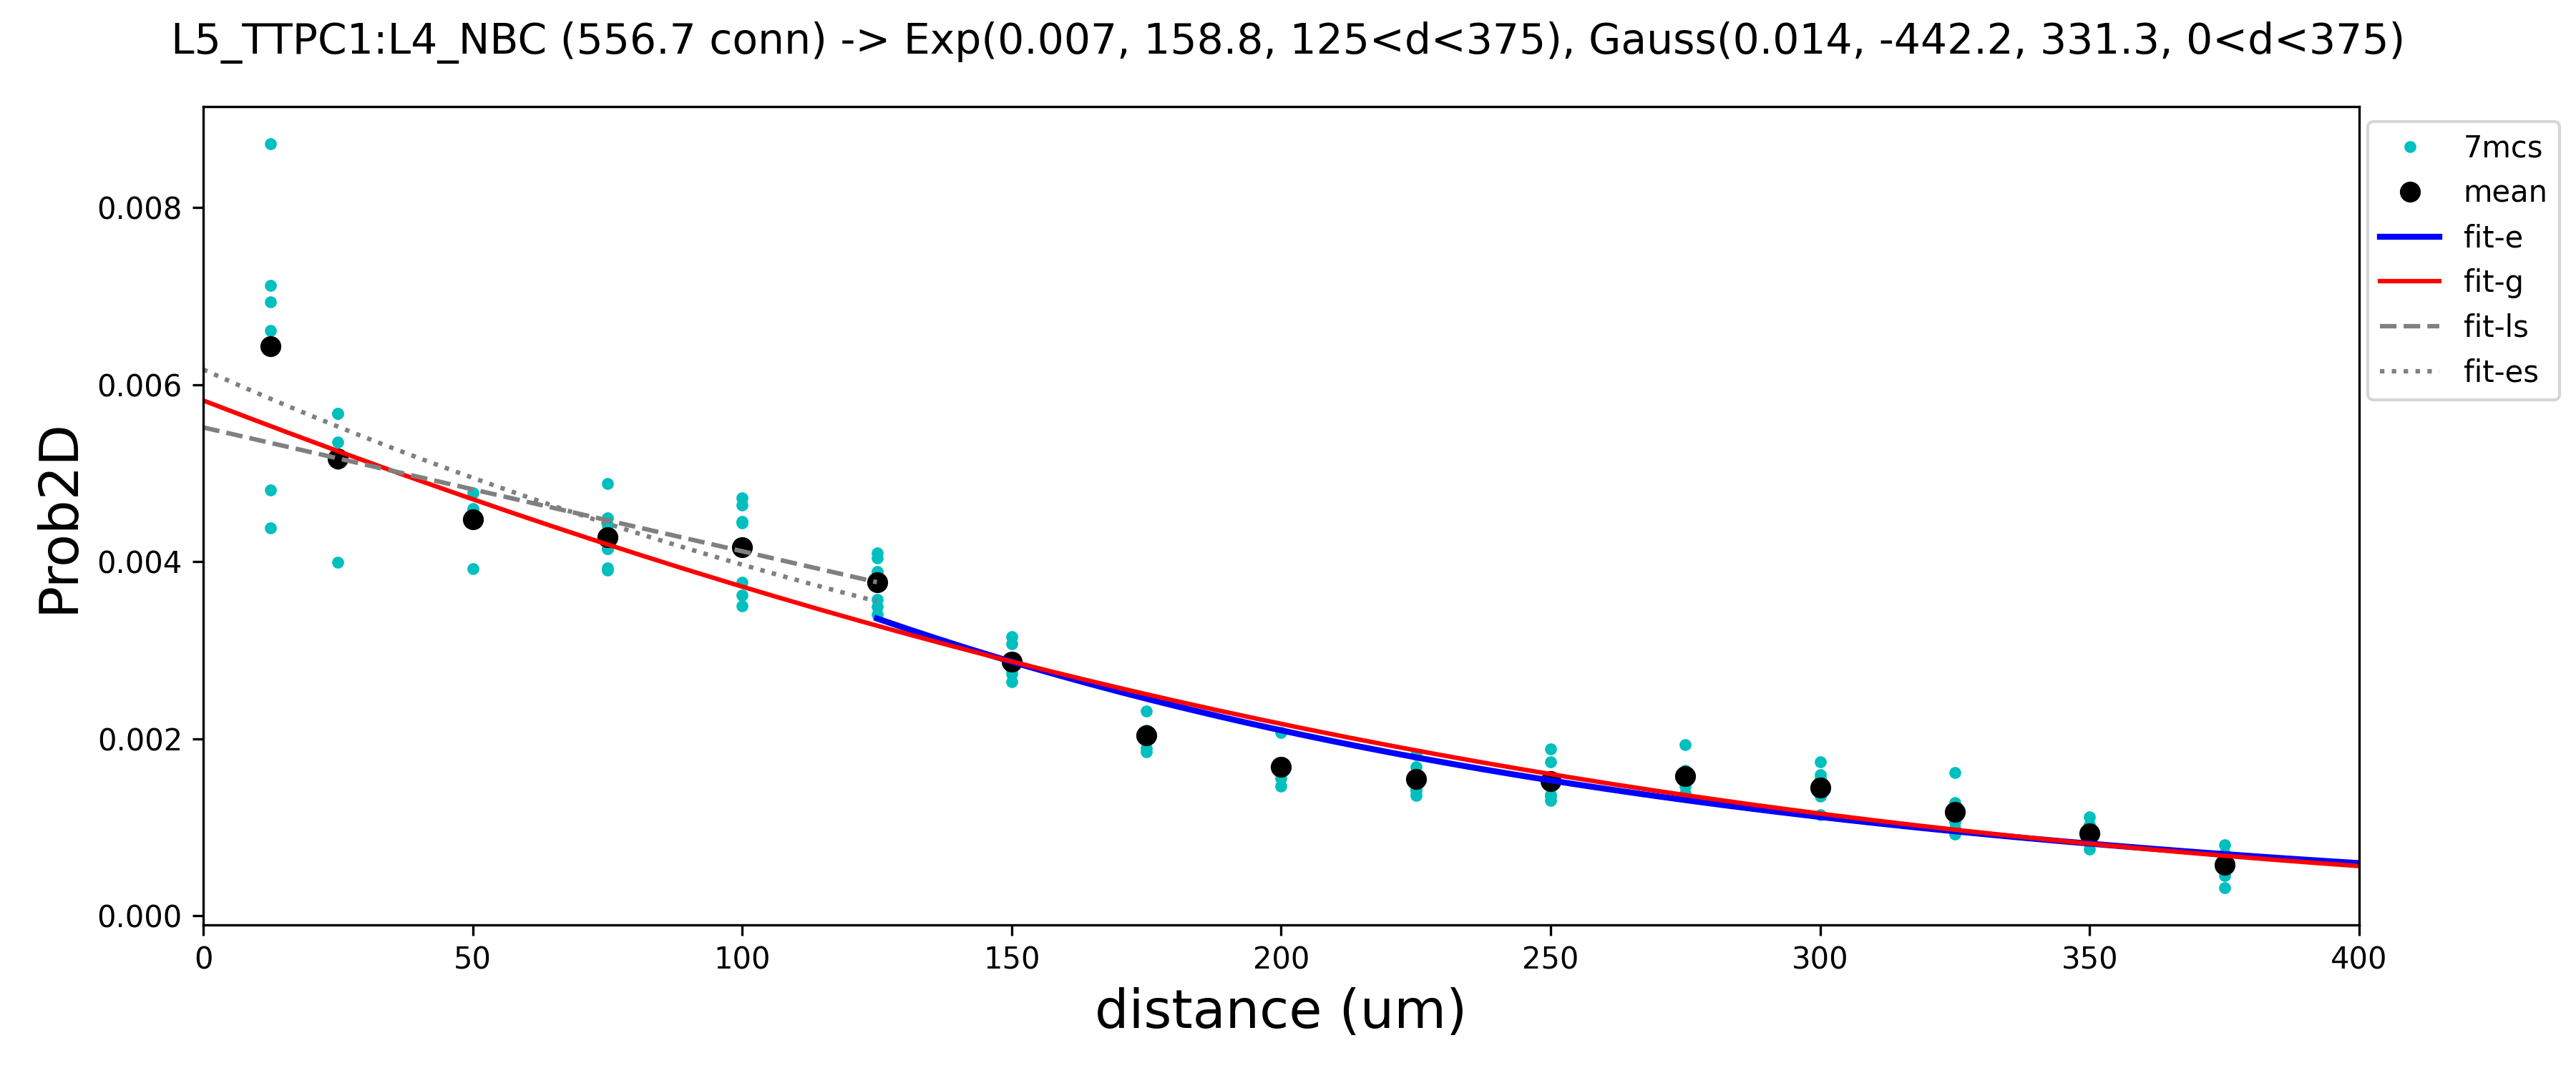 L5_TTPC1:L4_NBC (556.7 conn) -> Exp(0.007, 158.8, 125<d<375), Gauss(0.014, -442.2, 331.3, 0<d<375)
7mcs
mean
fit-e
fit-g
fit-ls
fit-es
Prob2D
0.008
0.006
0.004
0.002
0.000
0 50 100 150 200 250 300 350 400
distance (um)